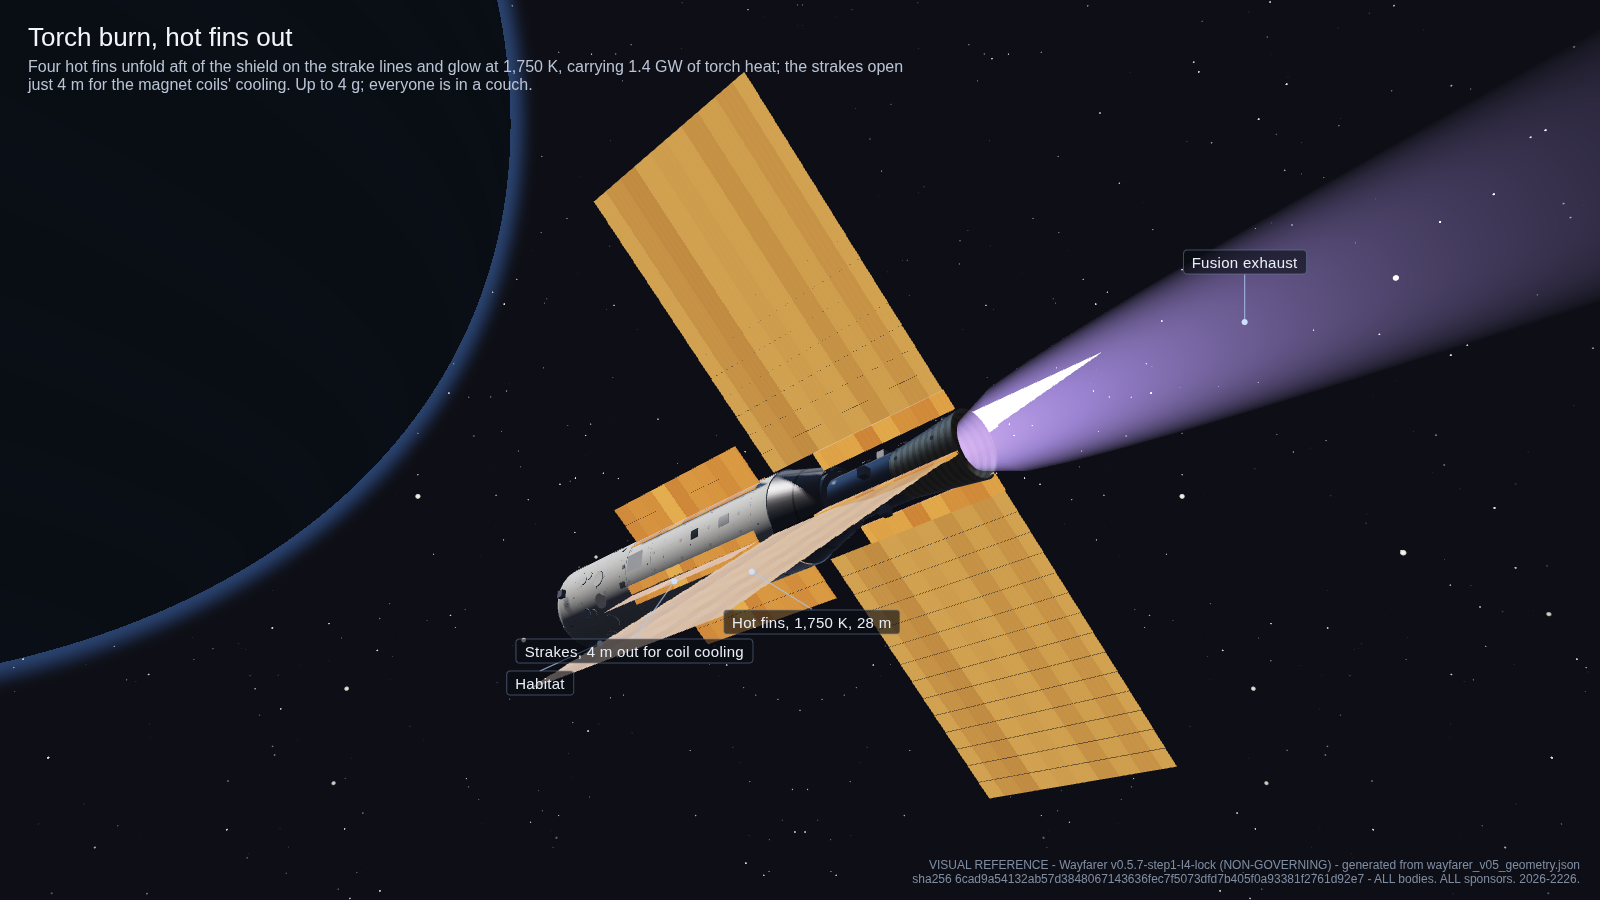 Torch burn, hot fins out
Four hot fins unfold aft of the shield on the strake lines and glow at 1,750 K, carrying 1.4 GW of torch heat; the strakes open
just 4 m for the magnet coils' cooling. Up to 4 g; everyone is in a couch.
Fusion exhaust
Hot fins, 1,750 K, 28 m
Strakes, 4 m out for coil cooling
Habitat
VISUAL REFERENCE - Wayfarer v0.5.7-step1-I4-lock (NON-GOVERNING) - generated from wayfarer_v05_geometry.json
sha256 6cad9a54132ab57d3848067143636fec7f5073dfd7b405f0a93381f2761d92e7 - ALL bodies. ALL sponsors. 2026-2226.